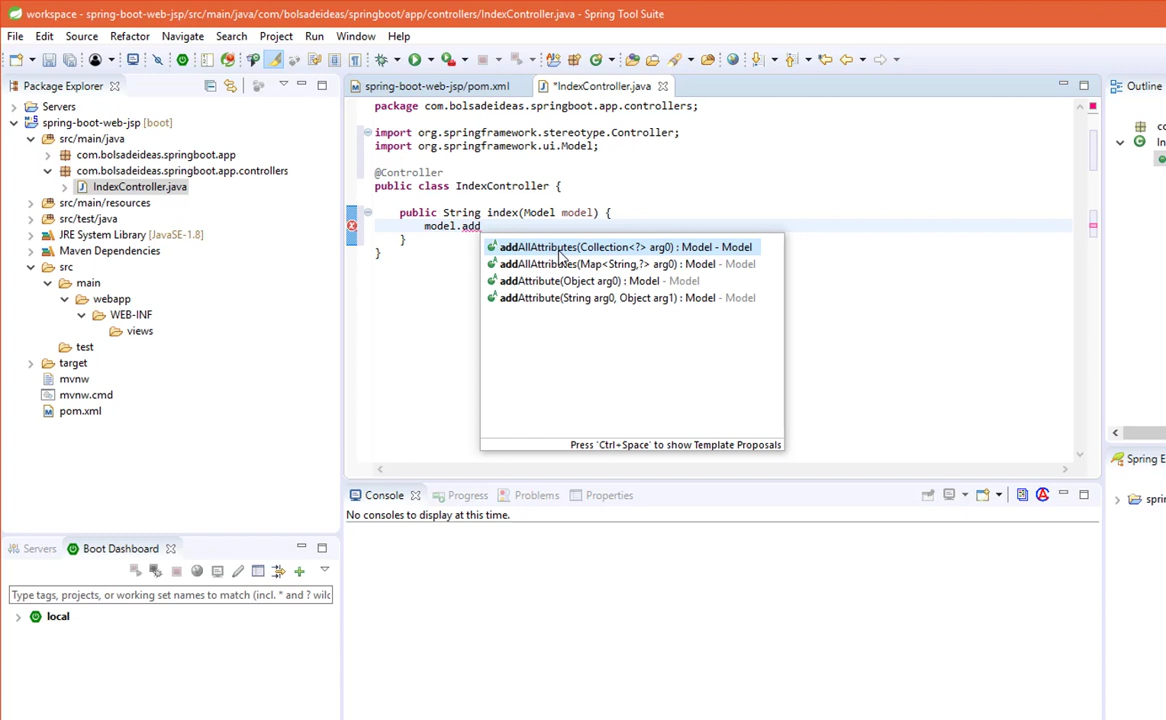 workspace - spring-boot-web-jsp/src/main/java/com/bolsadeideas/springboot/app/controllers/IndexController.java - Spring Tool Suite
File Edit Source Refactor Navigate Search Project Run Window Help
Package Explorer
Servers
spring-boot-web-jsp [boot]
src/main/java
com.bolsadeideas.springboot.app
com.bolsadeideas.springboot.app.controllers
IndexController.java
src/main/resources
src/test/java
JRE System Library [JavaSE-1.8]
Maven Dependencies
src
main
webapp
WEB-INF
views
test
target
mvnw
mvnw.cmd
pom.xml
spring-boot-web-jsp/pom.xml *IndexController.java
package com.bolsadeideas.springboot.app.controllers;
import org.springframework.stereotype.Controller;
import org.springframework.ui.Model;
@Controller
public class IndexController {
public String index(Model model) {
model.add
}
}
addAllAttributes(Collection<?> arg0) : Model - Model
addAllAttributes(Map<String,?> arg0) : Model - Model
addAttribute(Object arg0) : Model - Model
addAttribute(String arg0, Object arg1) : Model - Model
Press 'Ctrl+Space' to show Template Proposals
Outline
Spring E
Console Progress Problems Properties
No consoles to display at this time.
Servers Boot Dashboard
Type tags, projects, or working set names to match (incl. * and ? wilc
local